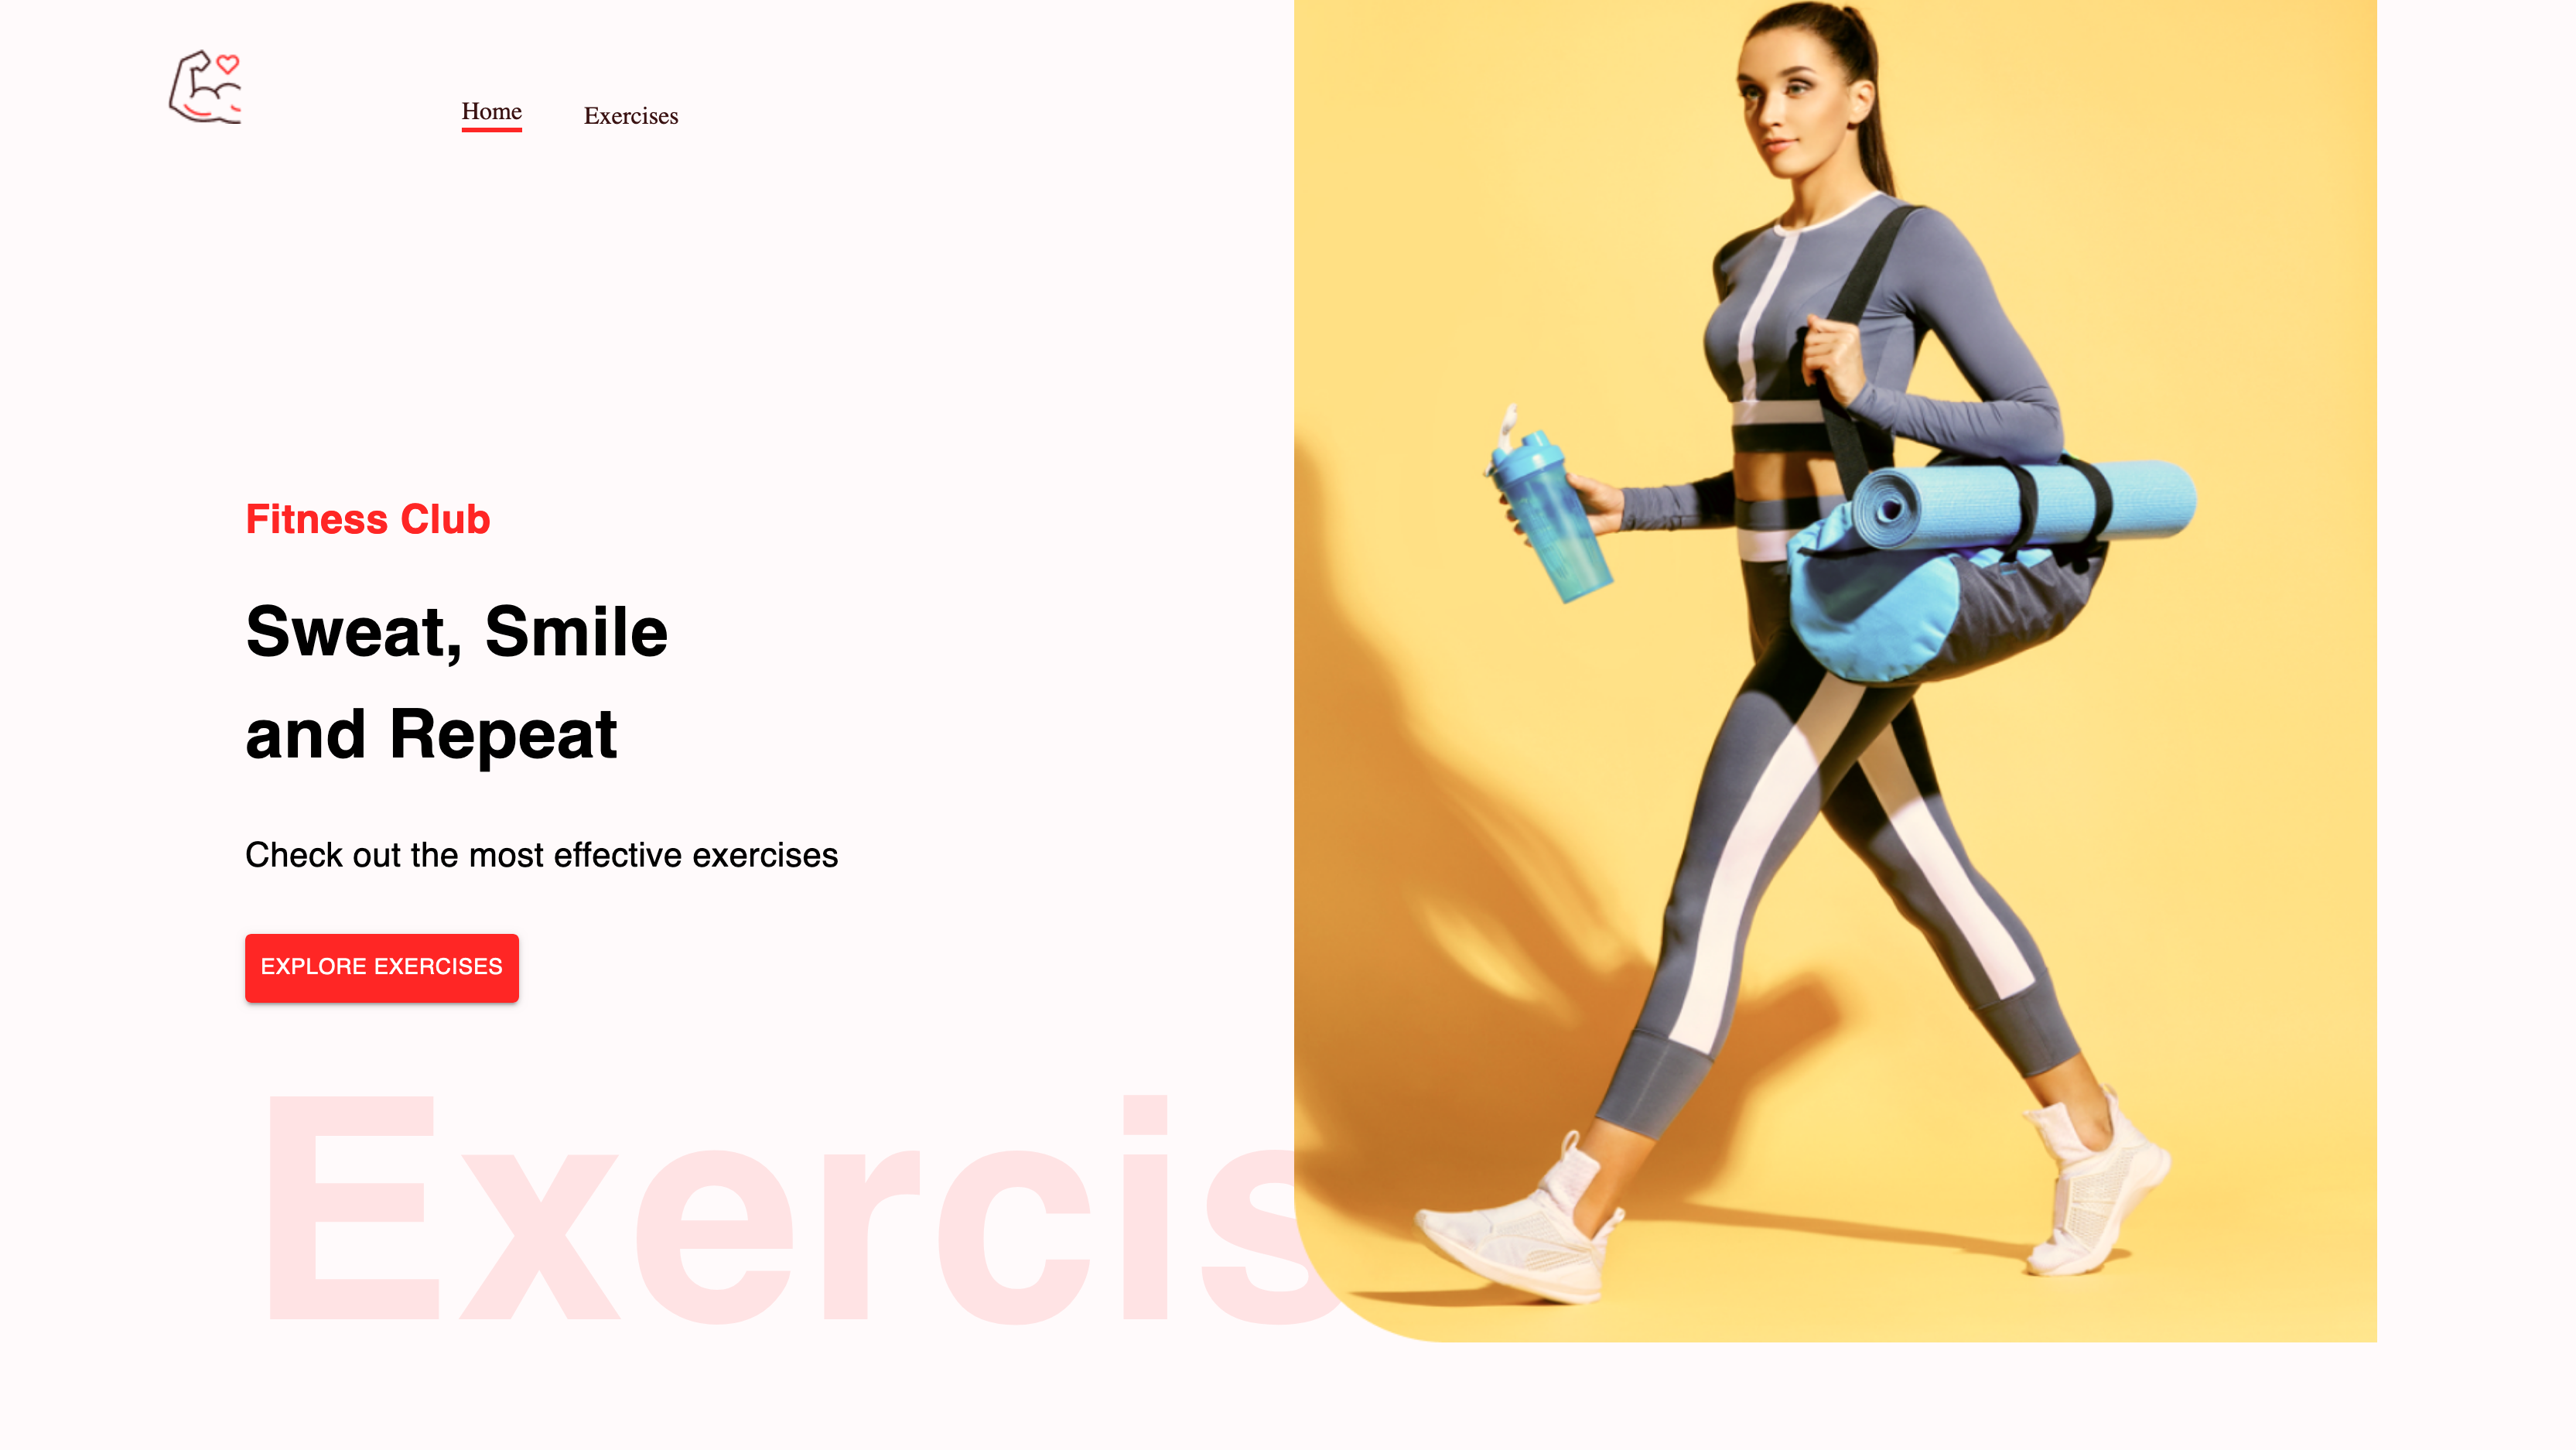 Home
Exercises
Fitness Club
Sweat, Smile
and Repeat
Check out the most effective exercises
EXPLORE EXERCISES
Exercis